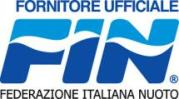 FORNITORE UFFICIALE
FIN®
FEDERAZIONE ITALIANA NUOTO